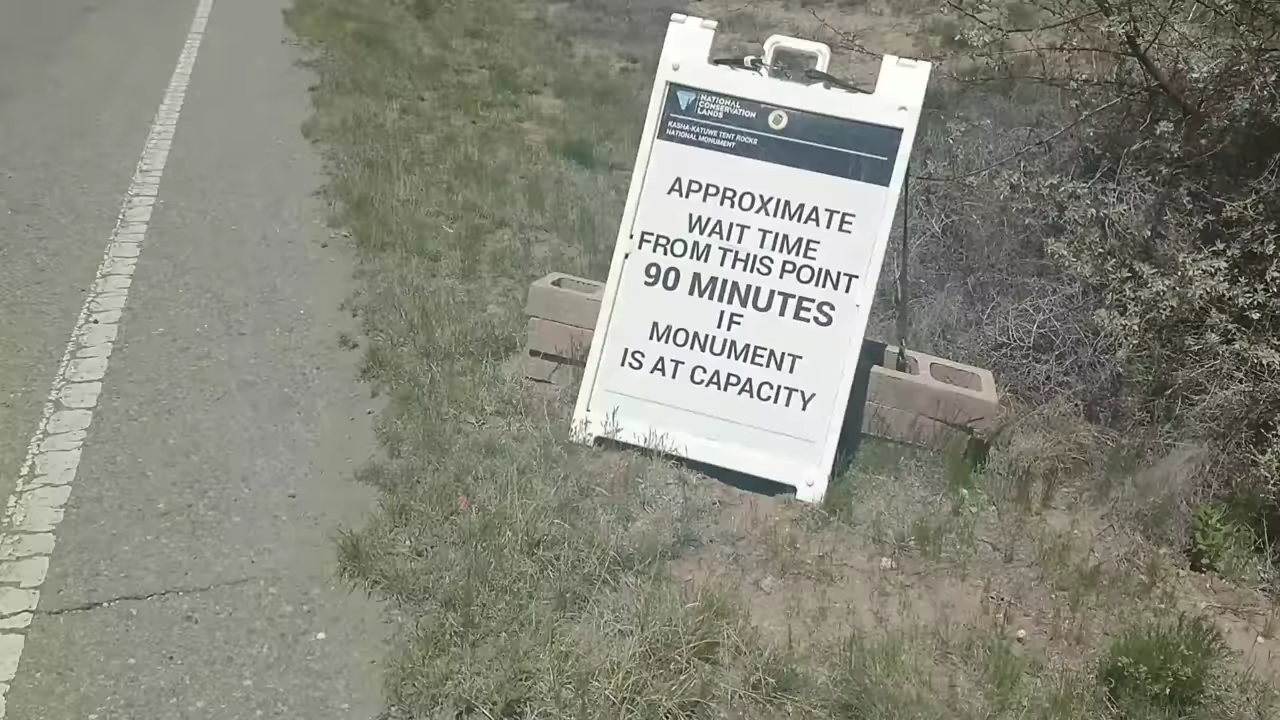 NATIONAL
CONSERVATION
LANDS
KASHA-KATUWE TENT ROCKS
NATIONAL MONUMENT
APPROXIMATE
WAIT TIME
FROM THIS POINT
90 MINUTES
IF
MONUMENT
IS AT CAPACITY